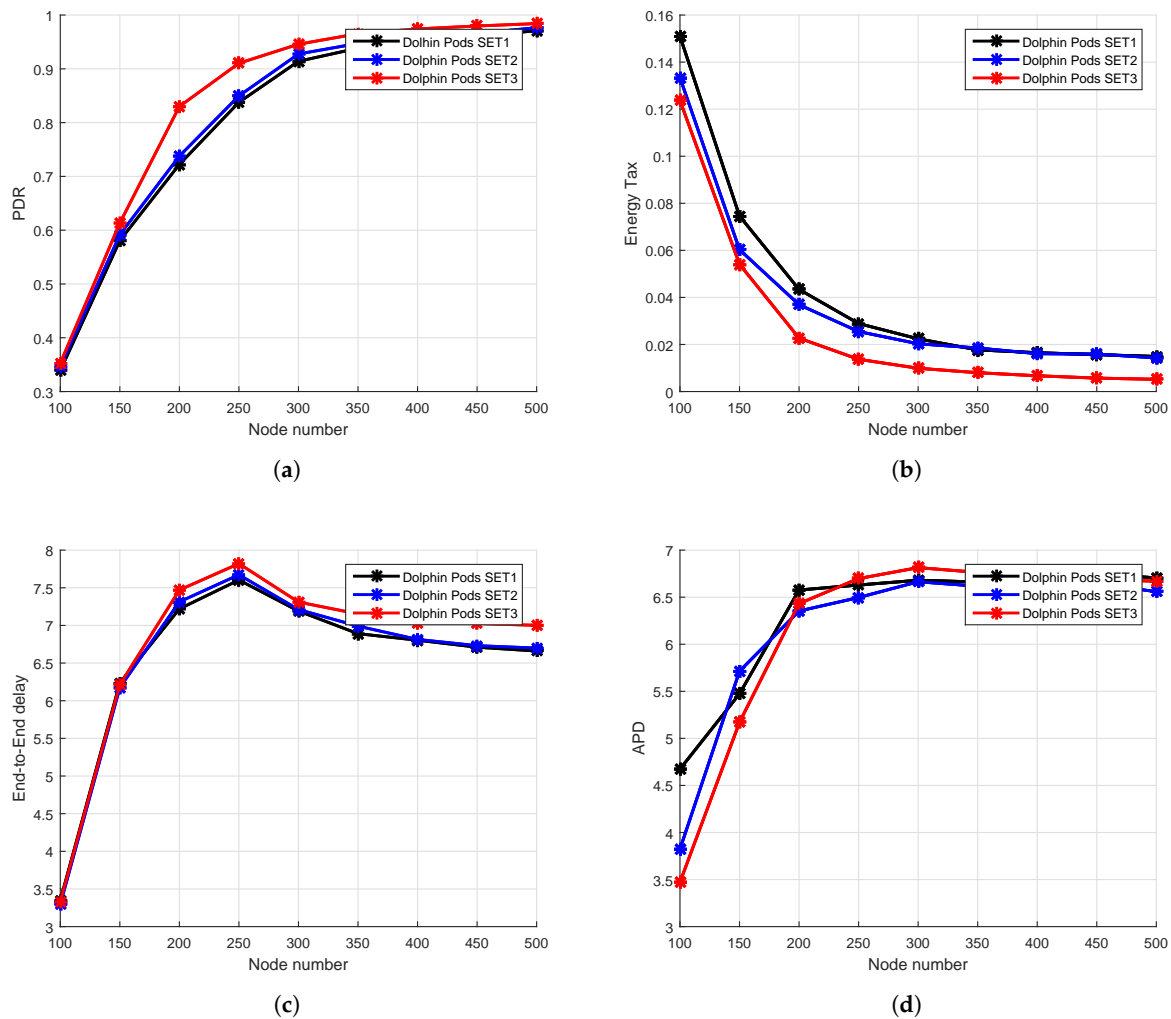 1
0.9
0.8
0.7
0.6
0.5
0.4
0.3
PDR
100 150 200 250 300 350 400 450 500
Node number
Dolhin Pods SET1
Dolphin Pods SET2
Dolphin Pods SET3
(a)
0.16
0.14
0.12
0.1
0.08
0.06
0.04
0.02
0
Energy Tax
100 150 200 250 300 350 400 450 500
Node number
Dolphin Pods SET1
Dolphin Pods SET2
Dolphin Pods SET3
(b)
8
7.5
7
6.5
6
5.5
5
4.5
4
3.5
3
End-to-End delay
100 150 200 250 300 350 400 450 500
Node number
Dolphin Pods SET1
Dolphin Pods SET2
Dolphin Pods SET3
(c)
7
6.5
6
5.5
5
4.5
4
3.5
3
APD
100 150 200 250 300 350 400 450 500
Node number
Dolphin Pods SET1
Dolphin Pods SET2
Dolphin Pods SET3
(d)